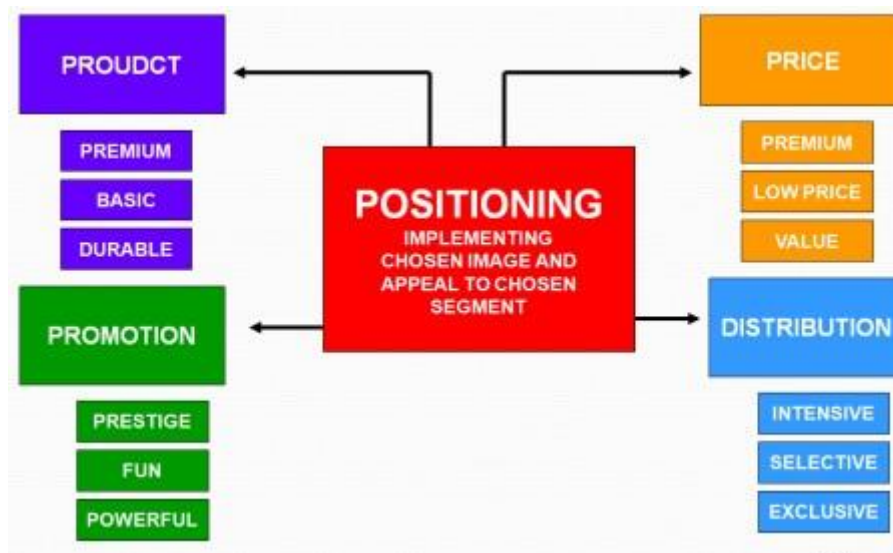 PROUDCT
PREMIUM
BASIC
DURABLE
PROMOTION
PRESTIGE
FUN
POWERFUL
POSITIONING
IMPLEMENTING
CHOSEN IMAGE AND
APPEAL TO CHOSEN
SEGMENT
PRICE
PREMIUM
LOW PRICE
VALUE
DISTRIBUTION
INTENSIVE
SELECTIVE
EXCLUSIVE